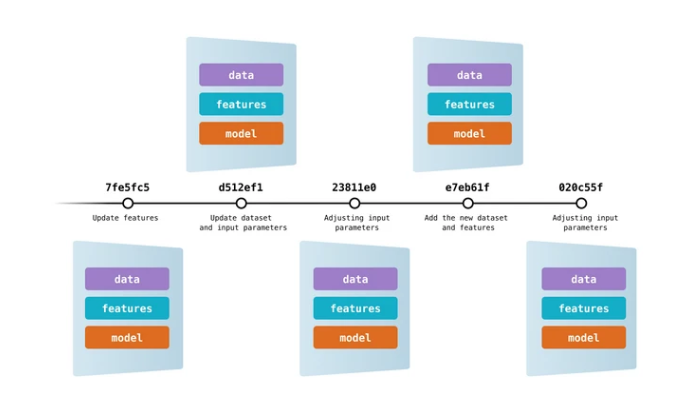 data
features
model
data
features
model
7fe5fc5
d512ef1
23811e0
e7eb61f
020c55f
Update features
Update dataset
and input parameters
Adjusting input
parameters
Add the new dataset
and features
Adjusting input
parameters
data
features
model
data
features
model
data
features
model